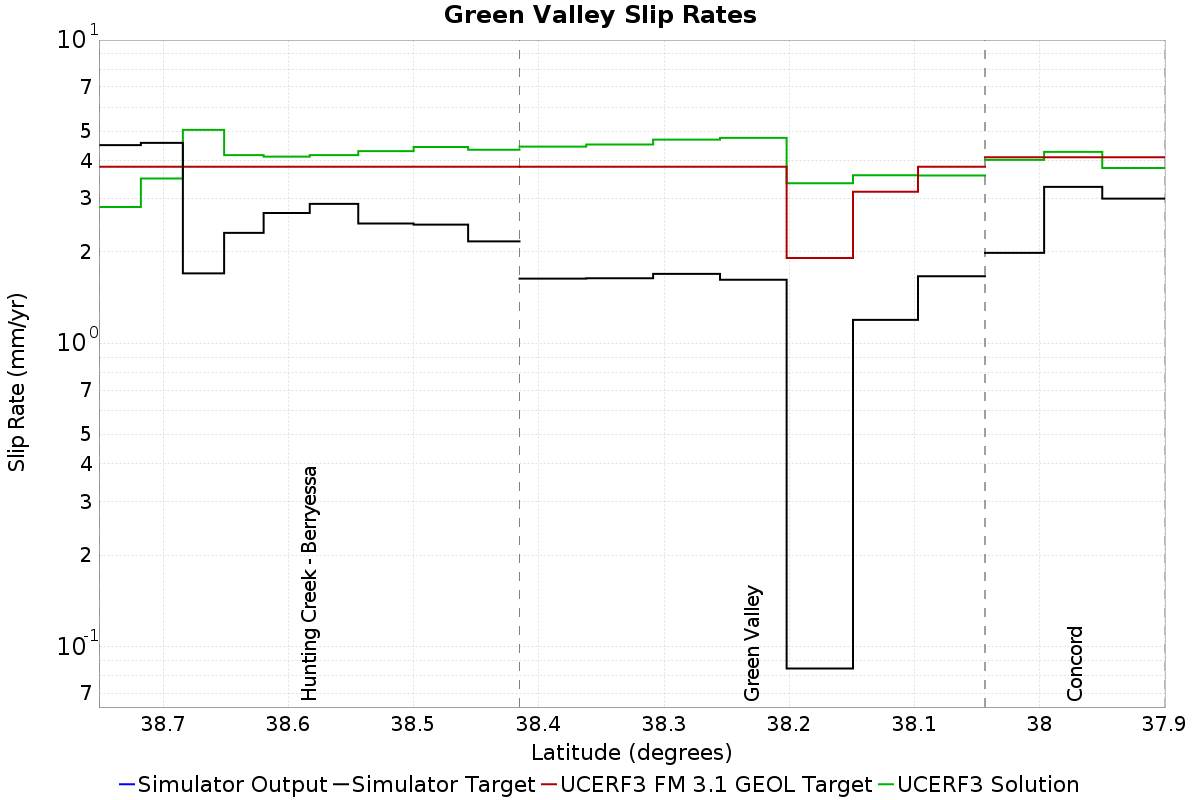 Green Valley Slip Rates
10^1
7
5
4
3
2
10^0
7
5
4
3
2
10^-1
7
Slip Rate (mm/yr)
Hunting Creek - Berryessa
Green Valley
Concord
38.7 38.6 38.5 38.4 38.3 38.2 38.1 38 37.9
Latitude (degrees)
Simulator Output Simulator Target UCERF3 FM 3.1 GEOL Target UCERF3 Solution